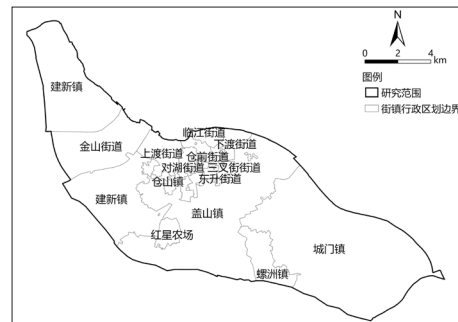 N
0 2 4
km
图例
研究范围
街镇行政区划边界
建新镇
临江街道
金山街道
下渡街道
上渡街道
仓前街道
对湖街道
三叉街街道
仓山镇
东升街道
建新镇
盖山镇
红星农场
城门镇
螺洲镇